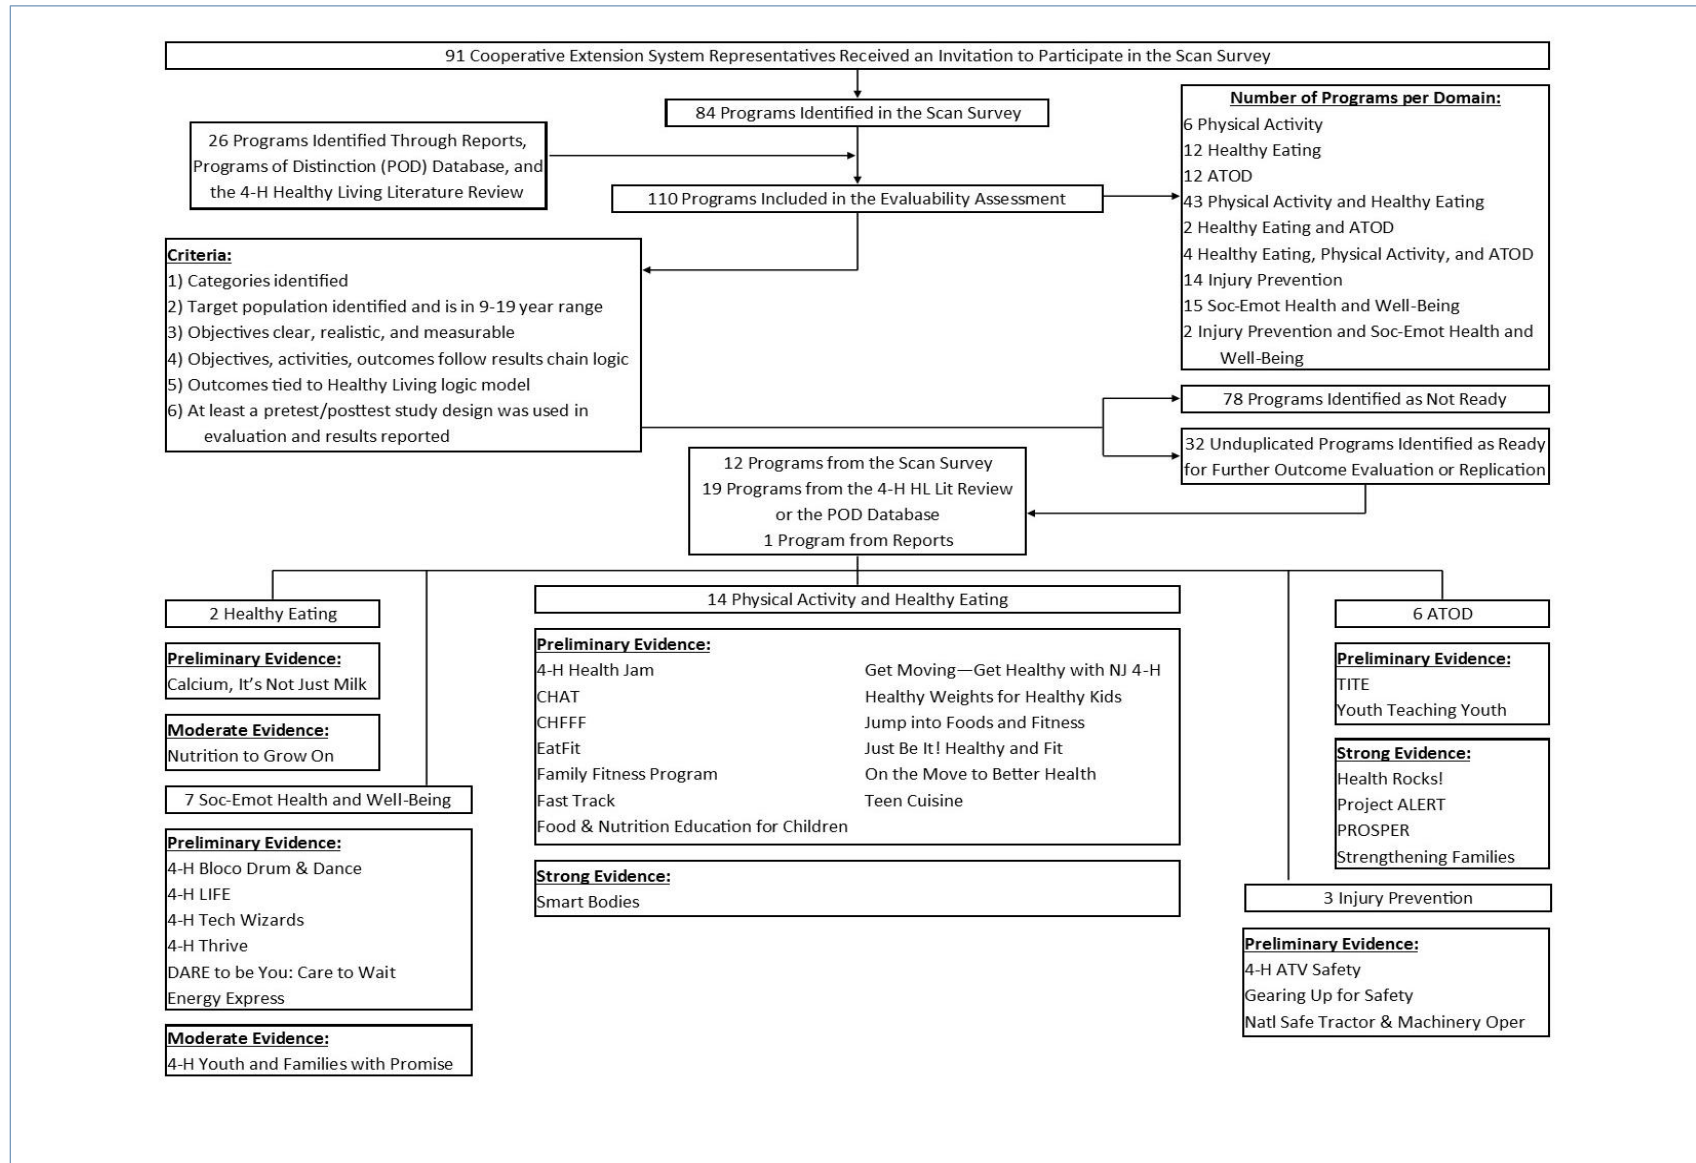 91 Cooperative Extension System Representatives Received an Invitation to Participate in the Scan Survey
84 Programs Identified in the Scan Survey
26 Programs Identified Through Reports,
Programs of Distinction (POD) Database, and
the 4-H Healthy Living Literature Review
110 Programs Included in the Evaluability Assessment
Number of Programs per Domain:
6 Physical Activity
12 Healthy Eating
12 ATOD
43 Physical Activity and Healthy Eating
2 Healthy Eating and ATOD
4 Healthy Eating, Physical Activity, and ATOD
14 Injury Prevention
15 Soc-Emot Health and Well-Being
2 Injury Prevention and Soc-Emot Health and
Well-Being
Criteria:
1) Categories identified
2) Target population identified and is in 9-19 year range
3) Objectives clear, realistic, and measurable
4) Objectives, activities, outcomes follow results chain logic
5) Outcomes tied to Healthy Living logic model
6) At least a pretest/posttest study design was used in
evaluation and results reported
78 Programs Identified as Not Ready
32 Unduplicated Programs Identified as Ready
for Further Outcome Evaluation or Replication
12 Programs from the Scan Survey
19 Programs from the 4-H HL Lit Review
or the POD Database
1 Program from Reports
2 Healthy Eating
Preliminary Evidence:
Calcium, It's Not Just Milk
Moderate Evidence:
Nutrition to Grow On
7 Soc-Emot Health and Well-Being
Preliminary Evidence:
4-H Bloco Drum & Dance
4-H LIFE
4-H Tech Wizards
4-H Thrive
DARE to be You: Care to Wait
Energy Express
Moderate Evidence:
4-H Youth and Families with Promise
14 Physical Activity and Healthy Eating
Preliminary Evidence:
4-H Health Jam
CHAT
CHFFF
EatFit
Family Fitness Program
Fast Track
Food & Nutrition Education for Children
Get Moving—Get Healthy with NJ 4-H
Healthy Weights for Healthy Kids
Jump into Foods and Fitness
Just Be It! Healthy and Fit
On the Move to Better Health
Teen Cuisine
Strong Evidence:
Smart Bodies
6 ATOD
Preliminary Evidence:
TITE
Youth Teaching Youth
Strong Evidence:
Health Rocks!
Project ALERT
PROSPER
Strengthening Families
3 Injury Prevention
Preliminary Evidence:
4-H ATV Safety
Gearing Up for Safety
Natl Safe Tractor & Machinery Oper